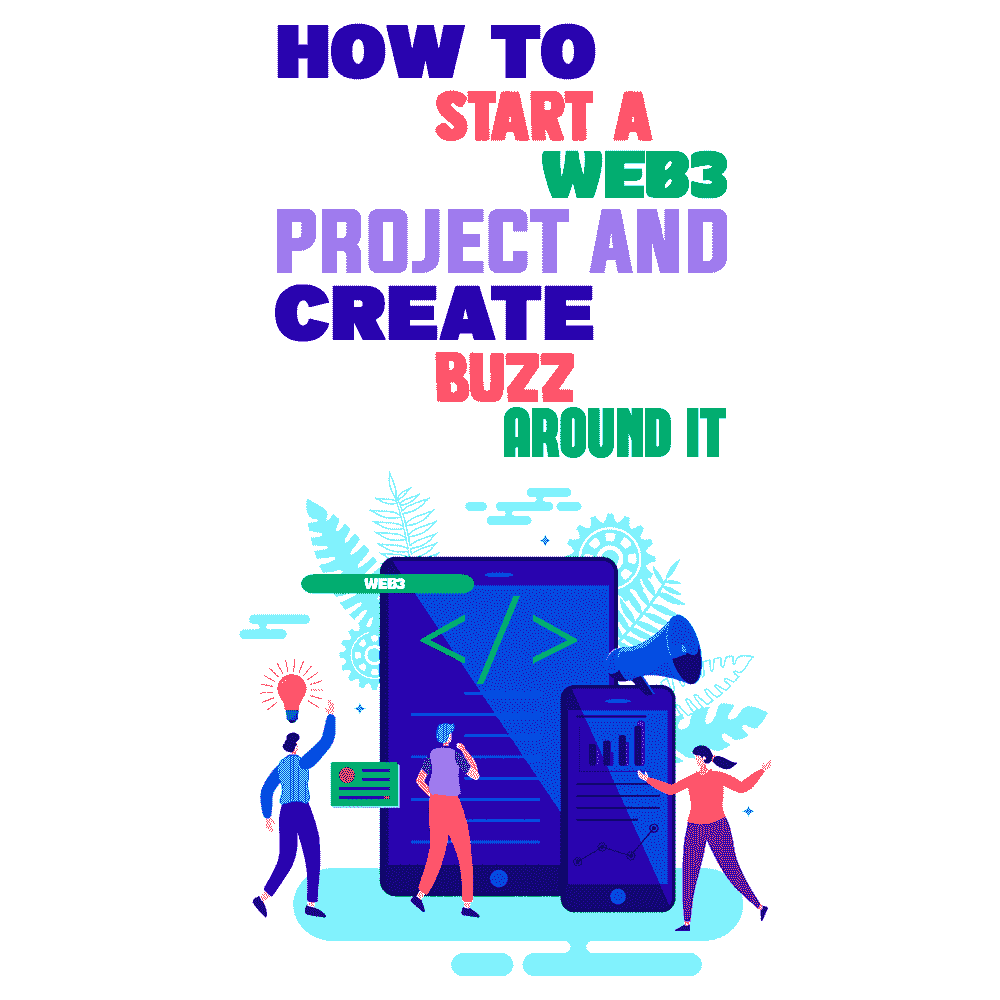 HOW TO
START A
WEB3
PROJECT AND
CREATE
BUZZ
AROUND IT
WEB3
</>